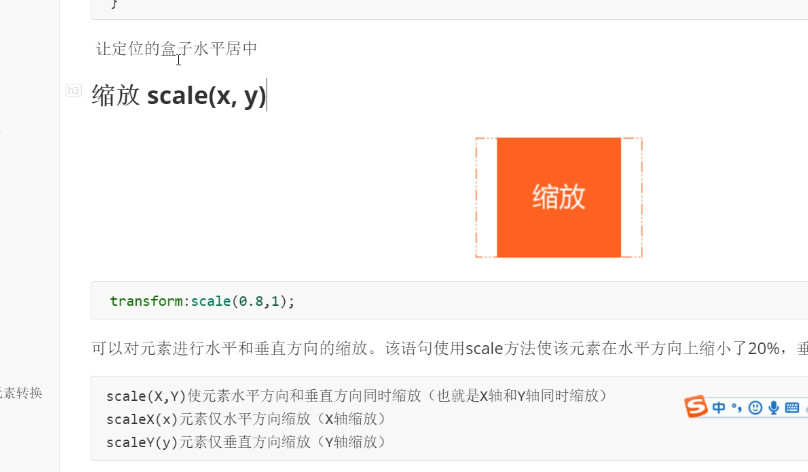 }
让定位的盒子水平居中
h3
缩放 scale(x, y)
缩放
transform:scale(0.8,1);
可以对元素进行水平和垂直方向的缩放。该语句使用scale方法使该元素在水平方向上缩小了20%，垂
scale(X,Y)使元素水平方向和垂直方向同时缩放（也就是X轴和Y轴同时缩放）
元素转换
scaleX(x)元素仅水平方向缩放（X轴缩放）
scaleY(y)元素仅垂直方向缩放（Y轴缩放）
S中